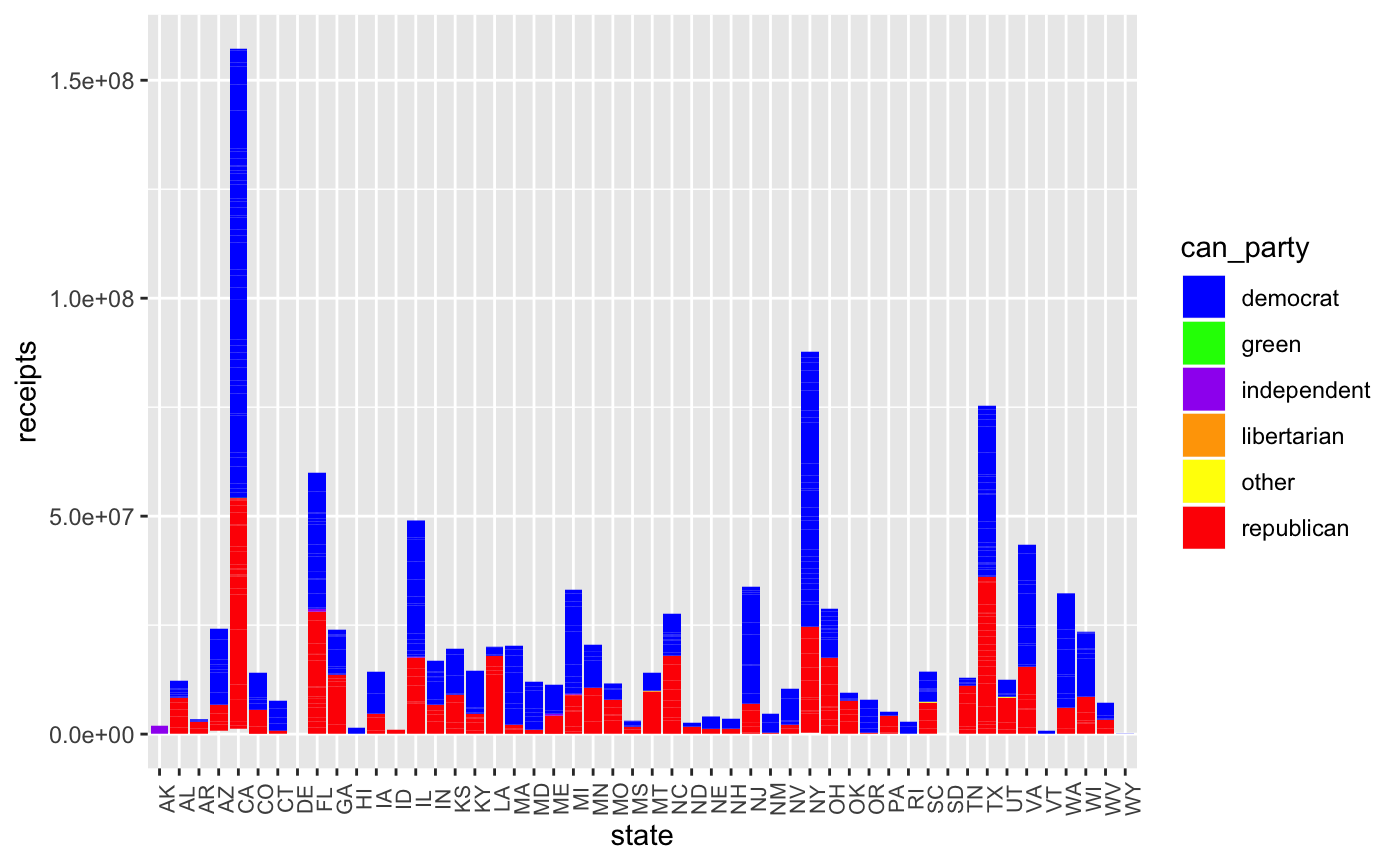 1.5e+08
1.0e+08
5.0e+07
0.0e+00
receipts
AK AL AR AZ CA CO CT DE FL GA HI IA ID IL IN KS KY LA MA MD ME MI MN MO MS MT NC ND NE NH NJ NM NV NY OH OK OR PA RI SC SD TN TX UT VA VT WA WI WV WY
state
can_party
democrat
green
independent
libertarian
other
republican